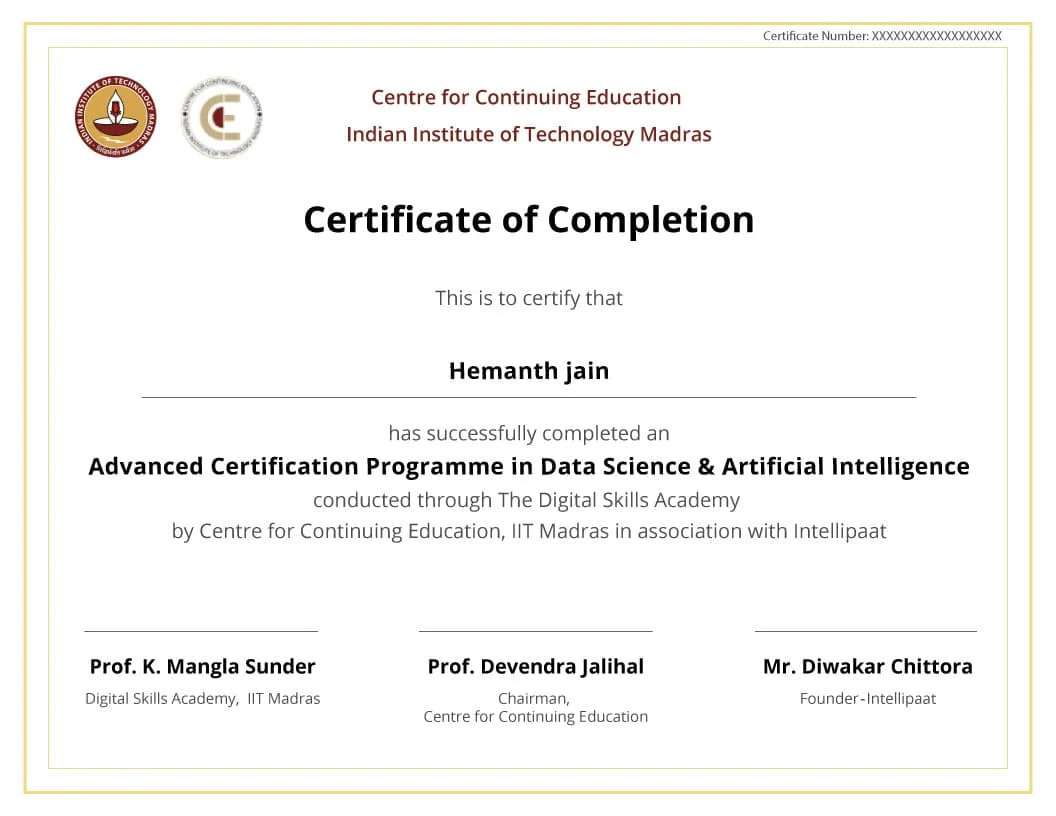 Certificate Number: XXXXXXXXXXXXXXXXXX
INDIAN INSTITUTE OF TECHNOLOGY MADRAS
Centre for Continuing Education
Indian Institute of Technology Madras
Certificate of Completion
This is to certify that
Hemanth jain
has successfully completed an
Advanced Certification Programme in Data Science & Artificial Intelligence
conducted through The Digital Skills Academy
by Centre for Continuing Education, IIT Madras in association with Intellipaat
Prof. K. Mangla Sunder
Digital Skills Academy, IIT Madras
Prof. Devendra Jalihal
Chairman,
Centre for Continuing Education
Mr. Diwakar Chittora
Founder-Intellipaat